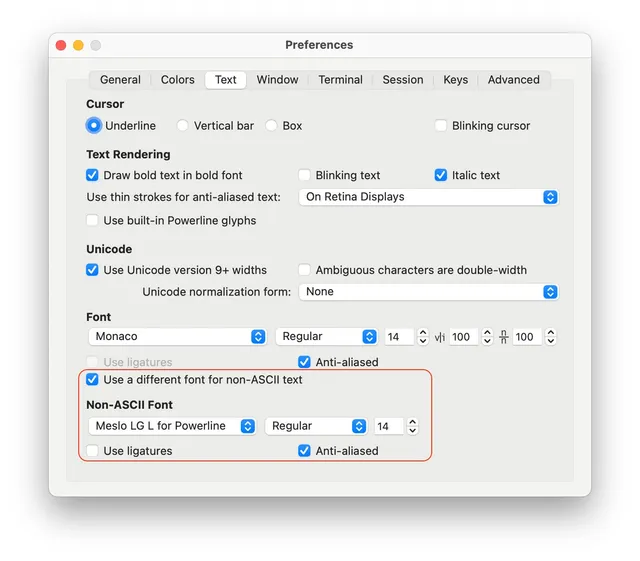 Preferences
General Colors Text Window Terminal Session Keys Advanced
Cursor
Underline Vertical bar Box Blinking cursor
Text Rendering
Draw bold text in bold font Blinking text Italic text
Use thin strokes for anti-aliased text: On Retina Displays
Use built-in Powerline glyphs
Unicode
Use Unicode version 9+ widths Ambiguous characters are double-width
Unicode normalization form: None
Font
Monaco Regular 14 v|i 100 n/n 100
Use ligatures Anti-aliased
Use a different font for non-ASCII text
Non-ASCII Font
Meslo LG L for Powerline Regular 14
Use ligatures Anti-aliased